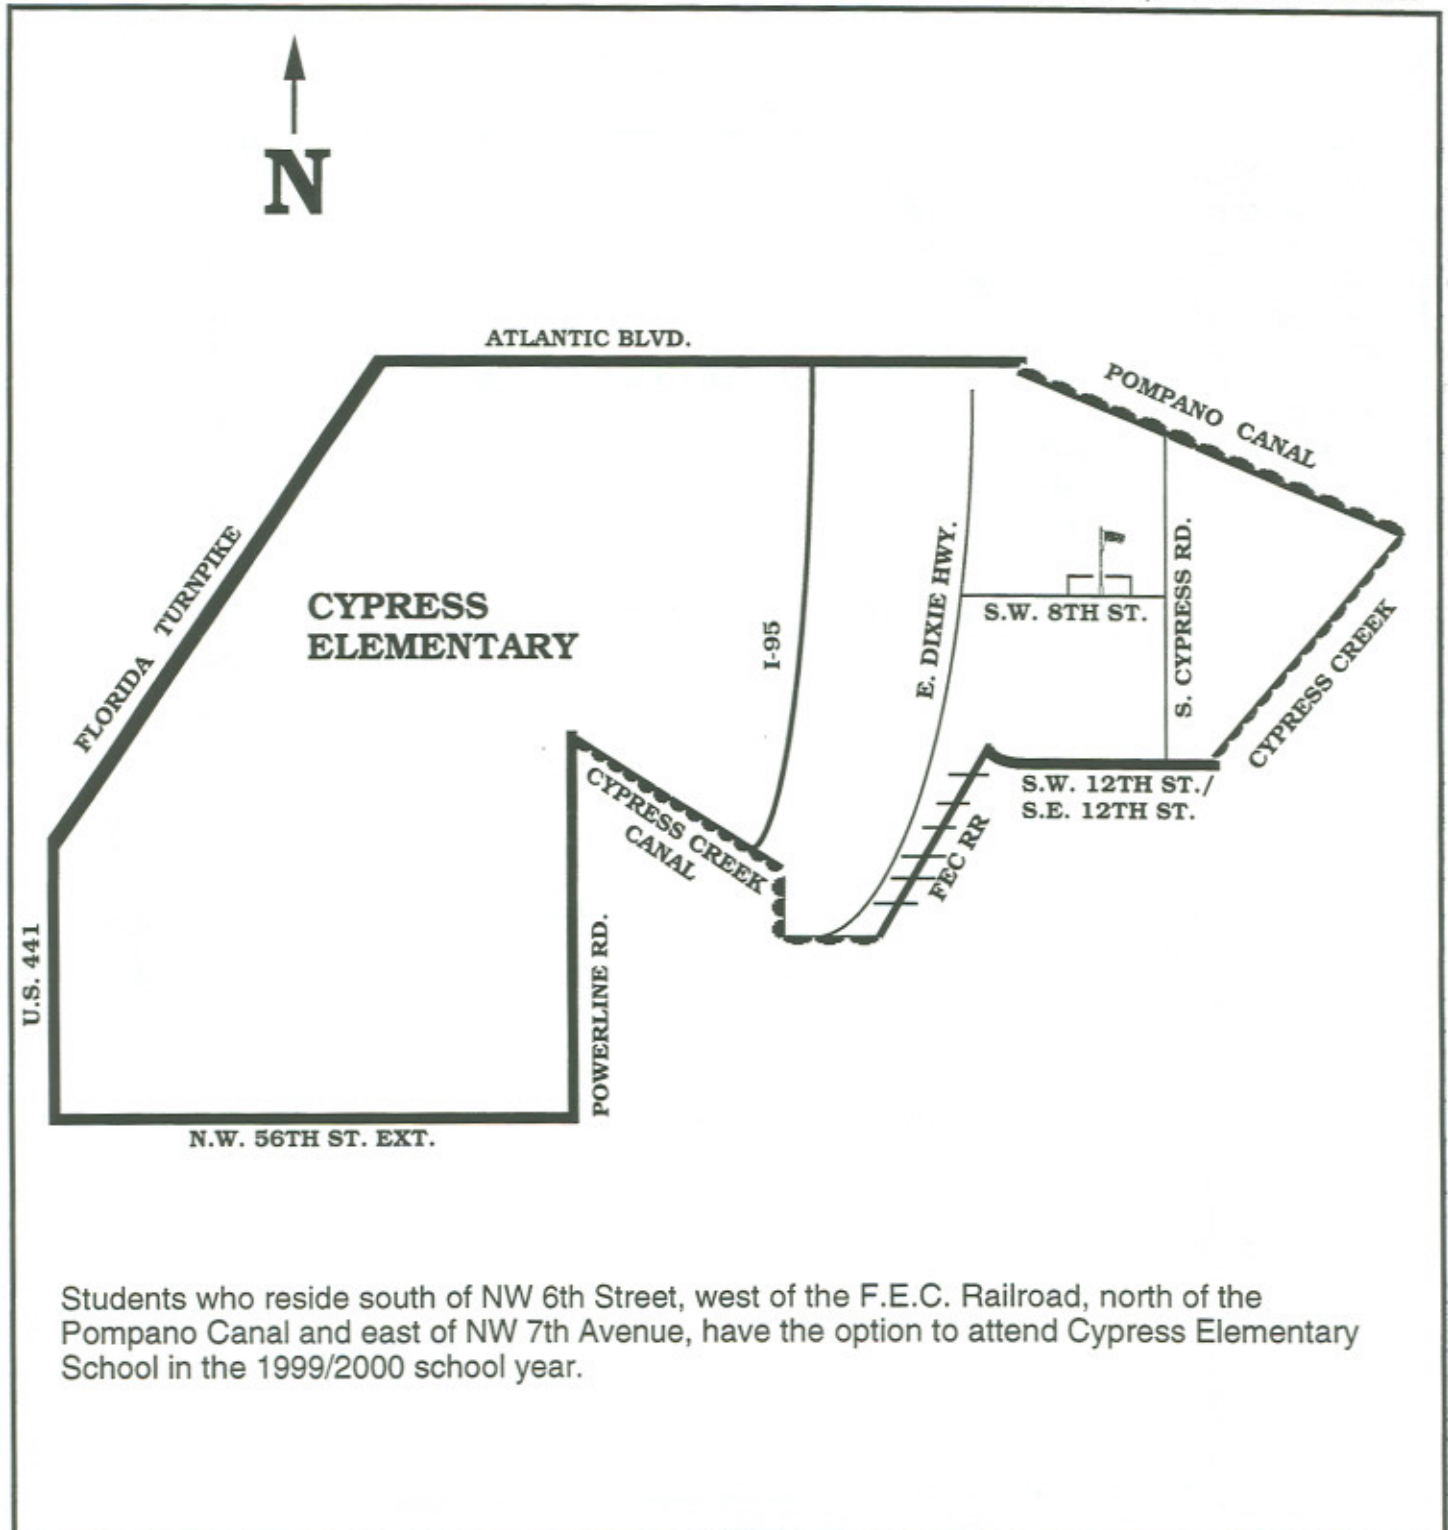 N
ATLANTIC BLVD.
POMPANO CANAL
FLORIDA TURNPIKE
CYPRESS
ELEMENTARY
I-95
E. DIXIE HWY.
S.W. 8TH ST.
S. CYPRESS RD.
CYPRESS CREEK
CYPRESS CREEK
CANAL
S.W. 12TH ST./
S.E. 12TH ST.
FEC RR
U.S. 441
POWERLINE RD.
N.W. 56TH ST. EXT.
Students who reside south of NW 6th Street, west of the F.E.C. Railroad, north of the
Pompano Canal and east of NW 7th Avenue, have the option to attend Cypress Elementary
School in the 1999/2000 school year.